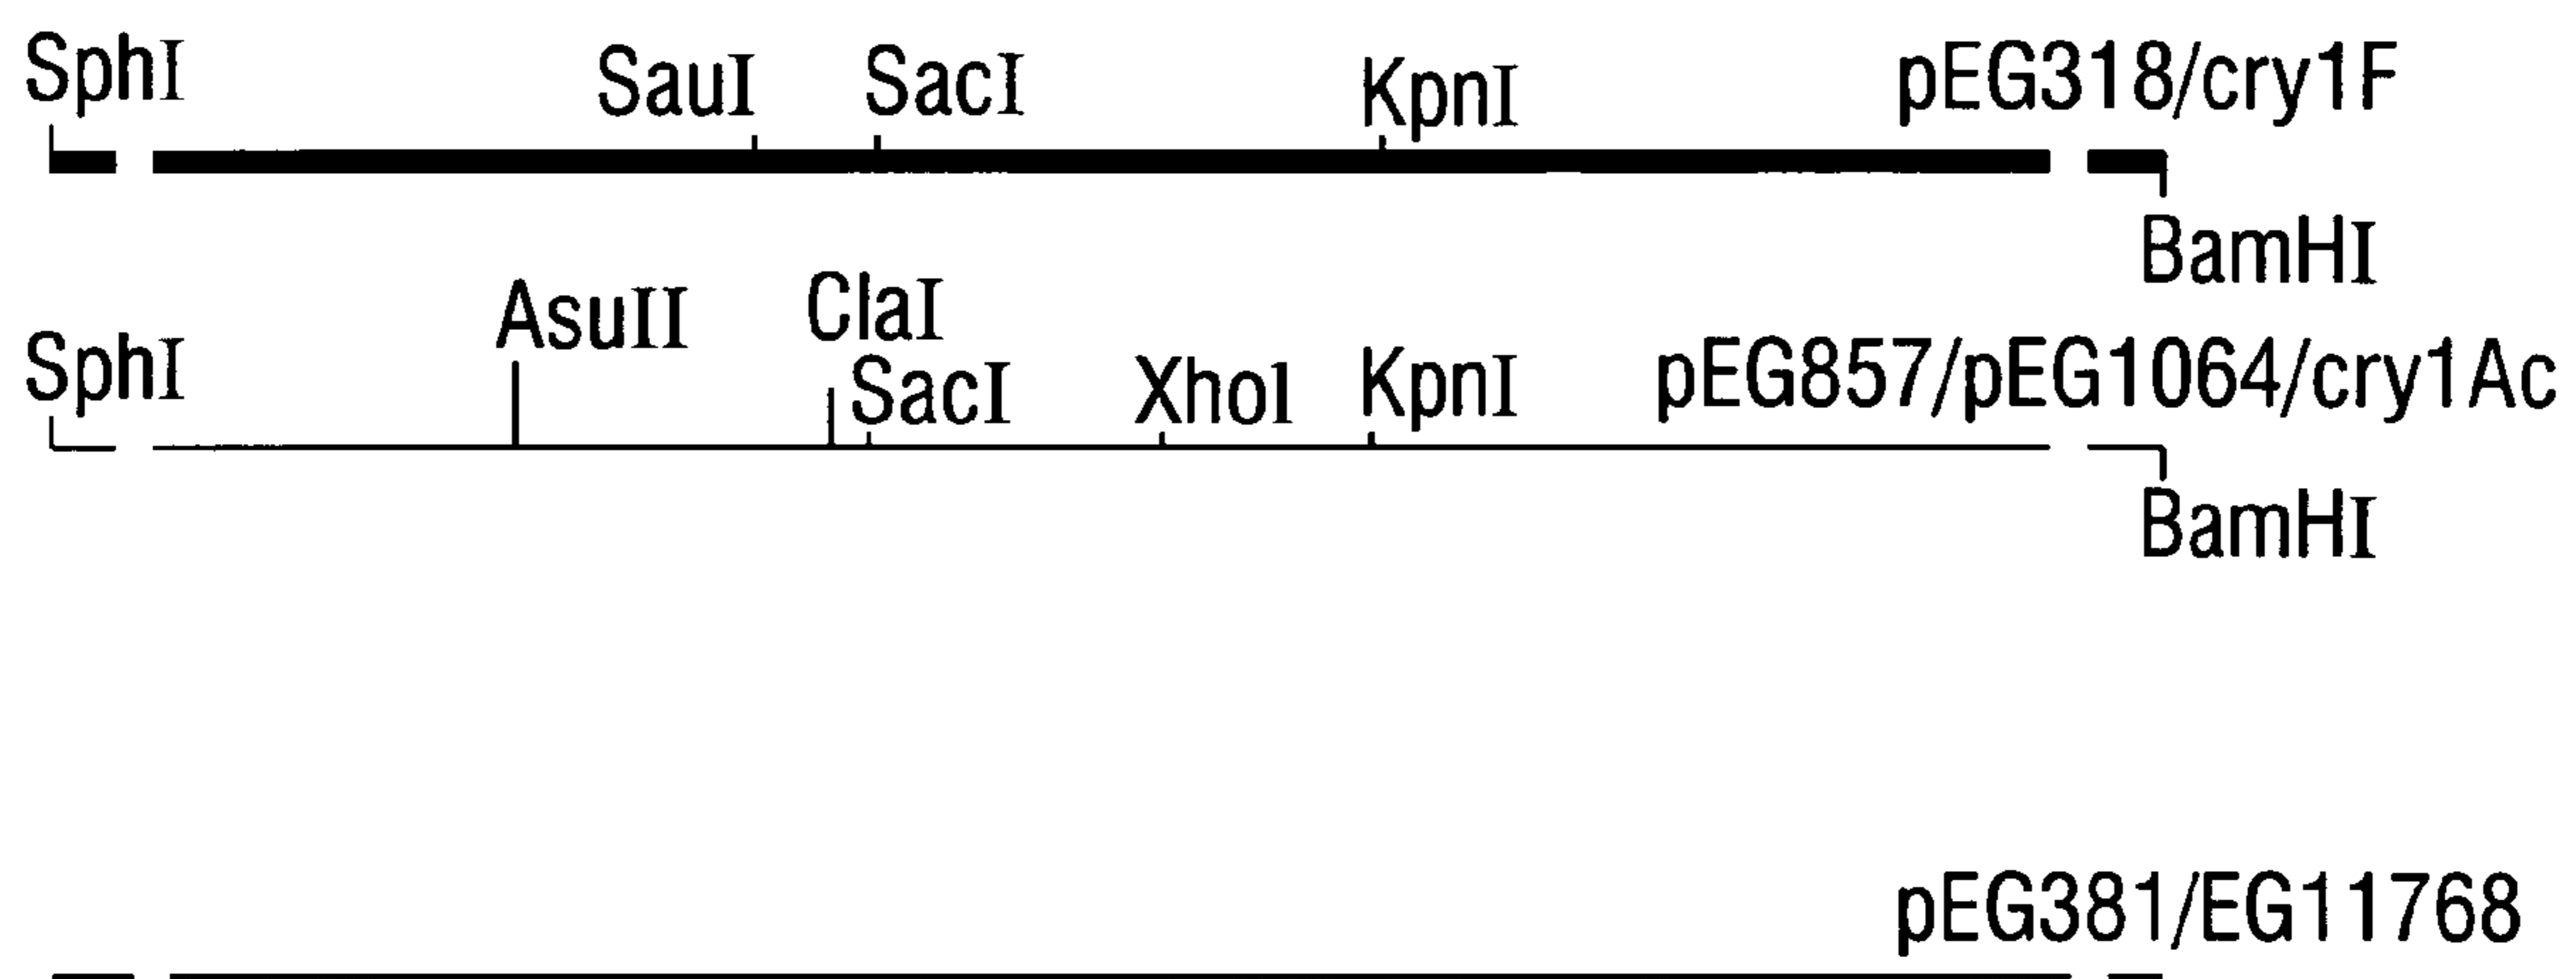 SphI SauI SacI KpnI pEG318/cry1F
BamHI
AsuII ClaI
SphI SacI XhoI KpnI pEG857/pEG1064/cry1Ac
BamHI
pEG381/EG11768